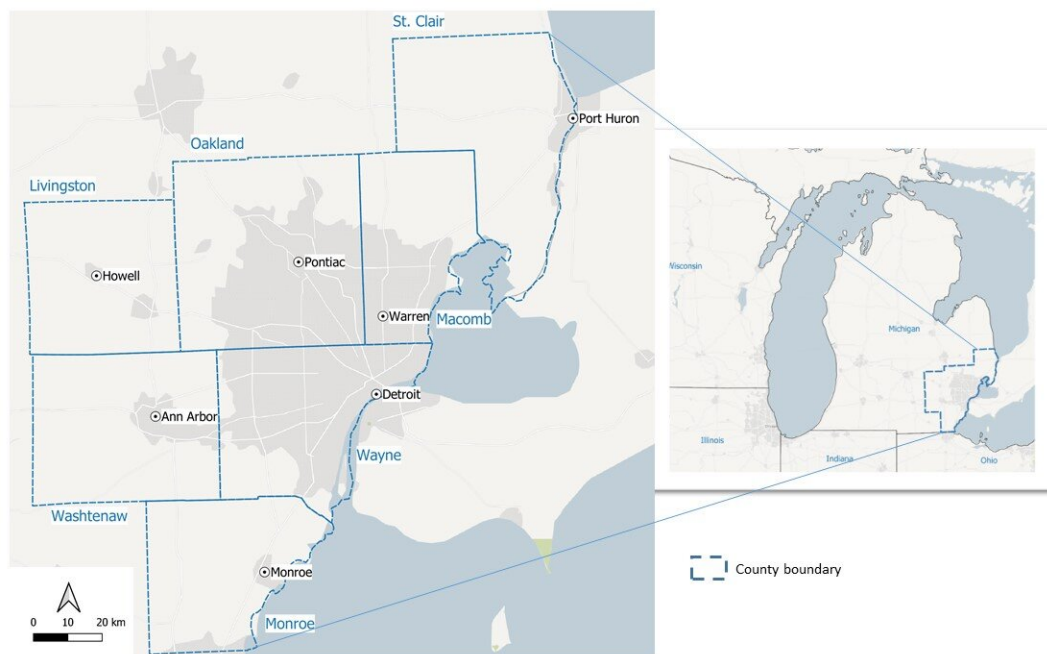 St. Clair
Port Huron
Oakland
Livingston
Pontiac
Howell
Warren
Macomb
Detroit
Ann Arbor
Wayne
Washtenaw
Monroe
Monroe
0 10 20 km
Wisconsin
Michigan
Illinois
Indiana
Ohio
County boundary